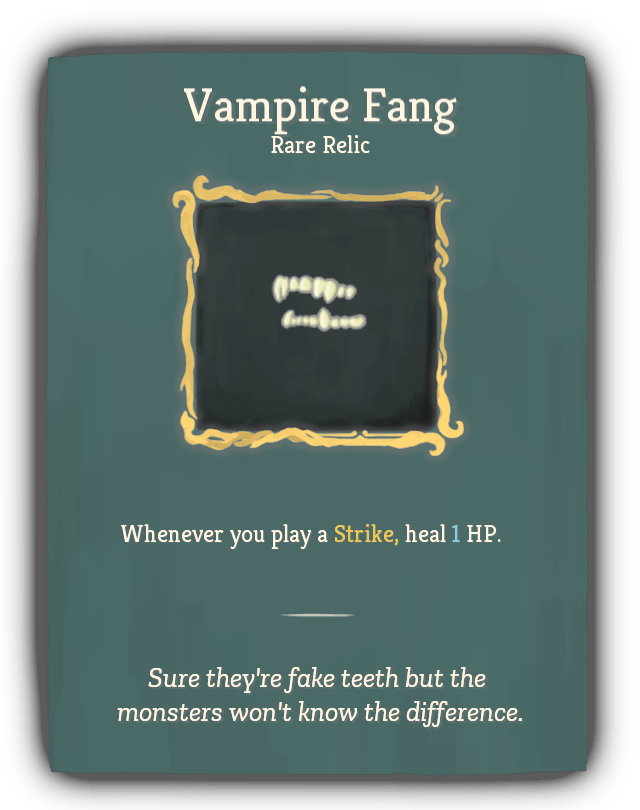 Vampire Fang
Rare Relic
Whenever you play a Strike, heal 1 HP.
Sure they're fake teeth but the
monsters won't know the difference.